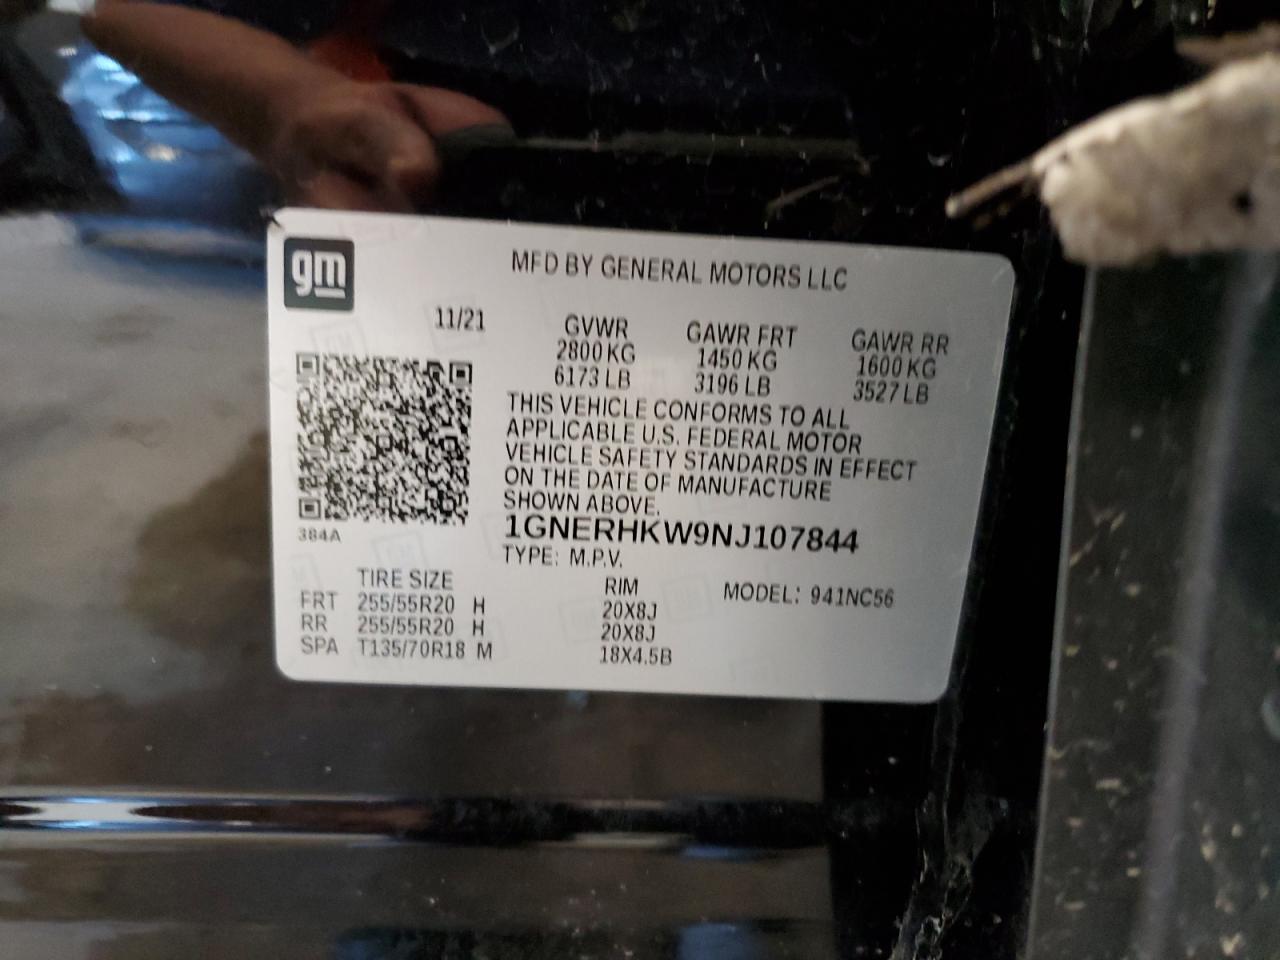 gm
MFD BY GENERAL MOTORS LLC
11/21 GVWR GAWR FRT GAWR RR
2800 KG 1450 KG 1600 KG
6173 LB 3196 LB 3527 LB
THIS VEHICLE CONFORMS TO ALL
APPLICABLE U.S. FEDERAL MOTOR
VEHICLE SAFETY STANDARDS IN EFFECT
ON THE DATE OF MANUFACTURE
SHOWN ABOVE.
384A
1GNERHKW9NJ107844
TYPE: M.P.V.
TIRE SIZE RIM MODEL: 941NC56
FRT 255/55R20 H 20X8J
RR 255/55R20 H 20X8J
SPA T135/70R18 M 18X4.5B